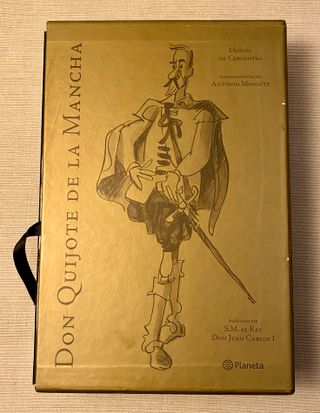 Don Quijote de la Mancha
Miguel
de Cervantes
ilustraciones de
Antonio Mingote
Prólogo de
S.M. el Rey
Don Juan Carlos I
Planeta